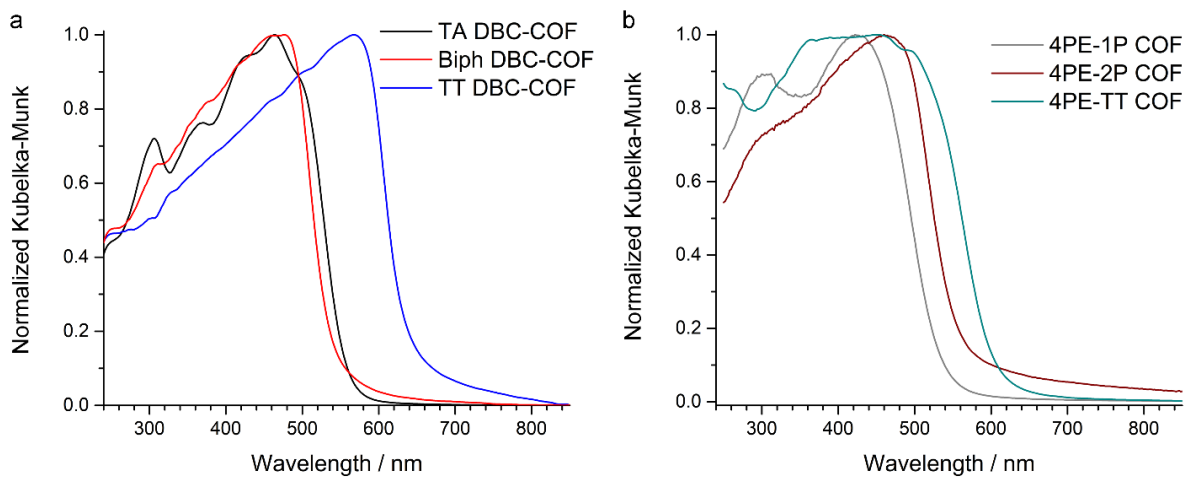 a
TA DBC-COF
Biph DBC-COF
TT DBC-COF
Normalized Kubelka-Munk
1.0
0.8
0.6
0.4
0.2
0.0
300 400 500 600 700 800
Wavelength / nm
b
4PE-1P COF
4PE-2P COF
4PE-TT COF
Normalized Kubelka-Munk
1.0
0.8
0.6
0.4
0.2
0.0
300 400 500 600 700 800
Wavelength / nm